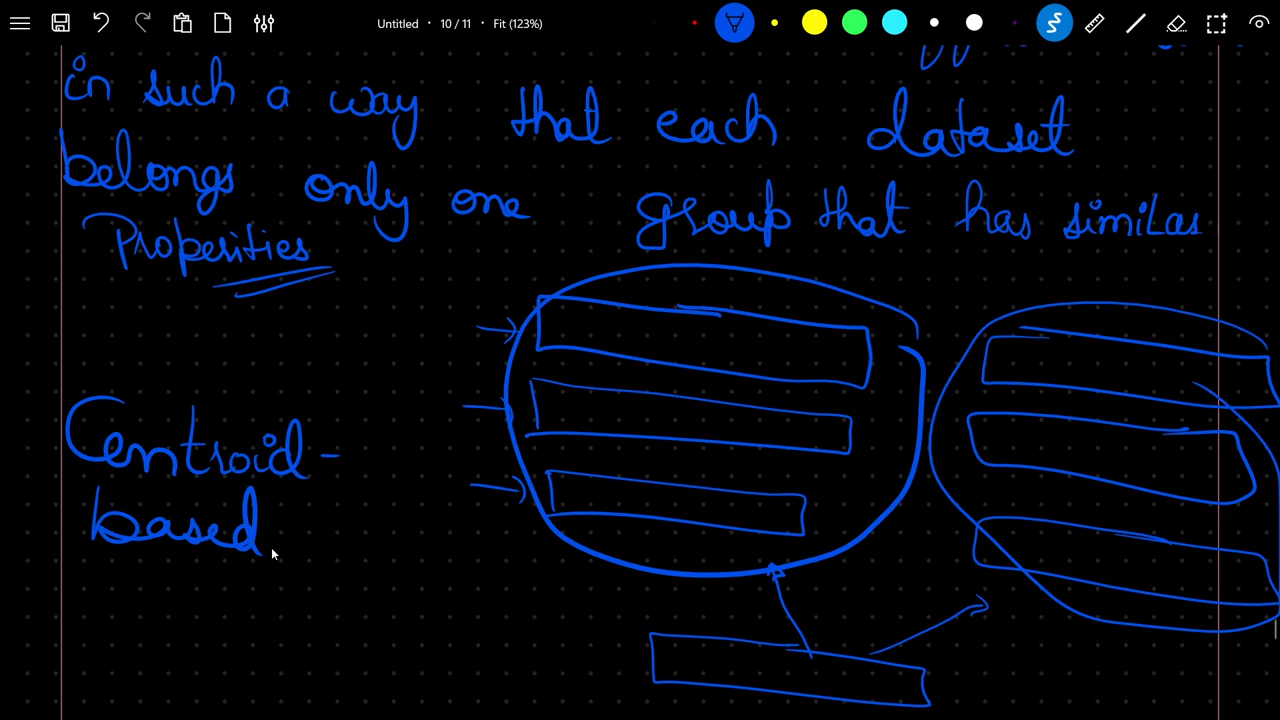 Untitled • 10 / 11 • Fit (123%)
in such a way that each dataset
belongs only one group that has similar
Properities
Centroid-
based